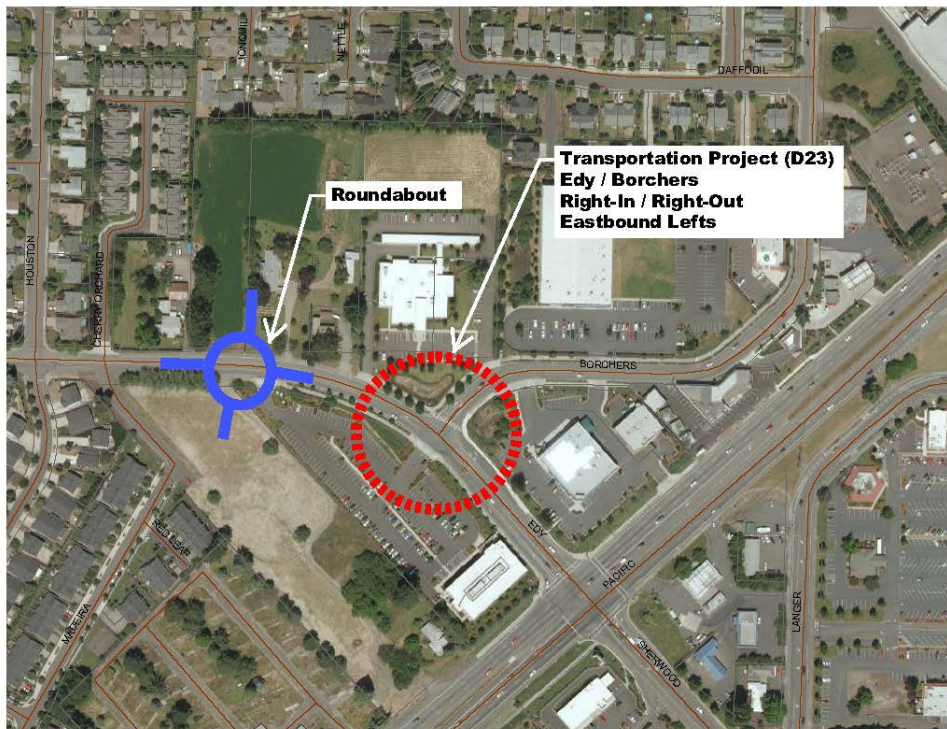 JONQUIL
NETTLE
DAFFODIL
Transportation Project (D23)
Edy / Borchers
Right-In / Right-Out
Eastbound Lefts
Roundabout
HOUSTON
CHERRY ORCHARD
BORCHERS
EDY
PACIFIC
RED LEAF
MADEIRA
LANGER
SHERWOOD